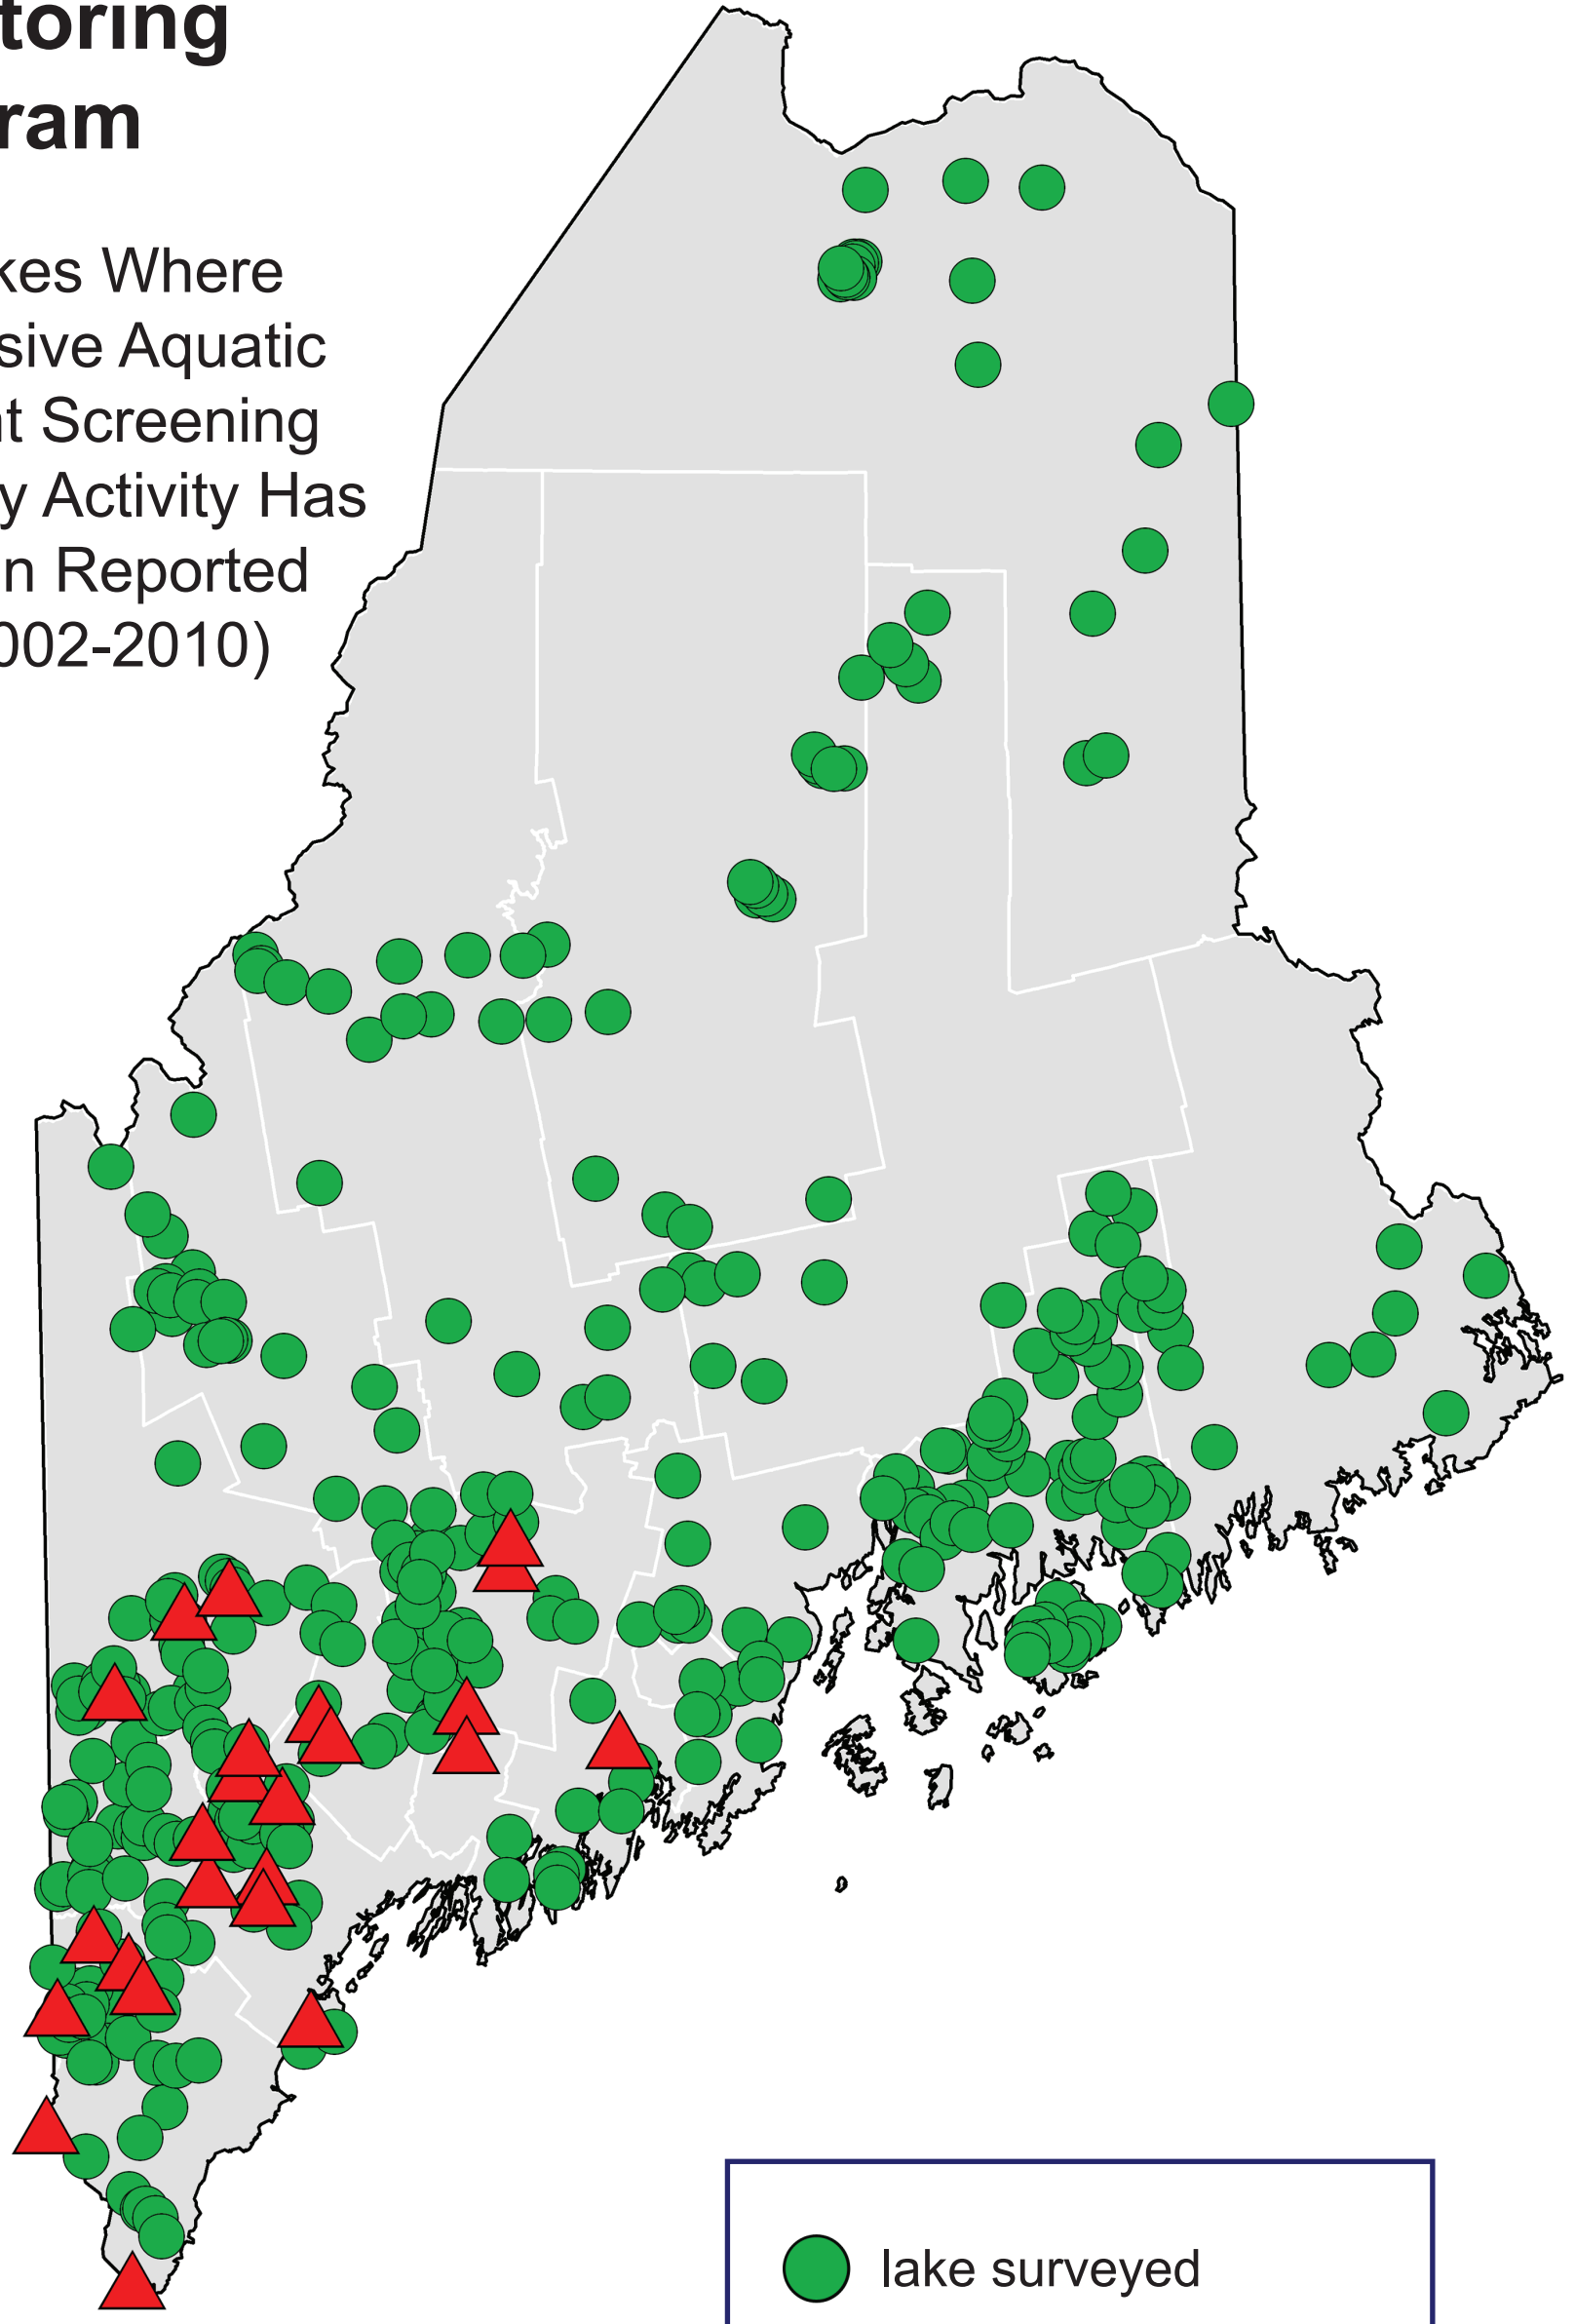 toring
ram
kes Where
sive Aquatic
t Screening
y Activity Has
n Reported
002-2010)
lake surveyed